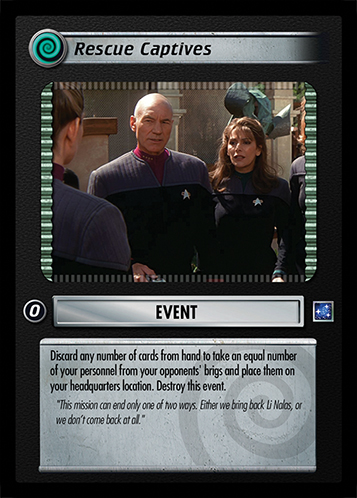 Rescue Captives
0
EVENT
Discard any number of cards from hand to take an equal number
of your personnel from your opponents' brigs and place them on
your headquarters location. Destroy this event.
"This mission can end only one of two ways. Either we bring back Li Nalas, or
we don't come back at all."